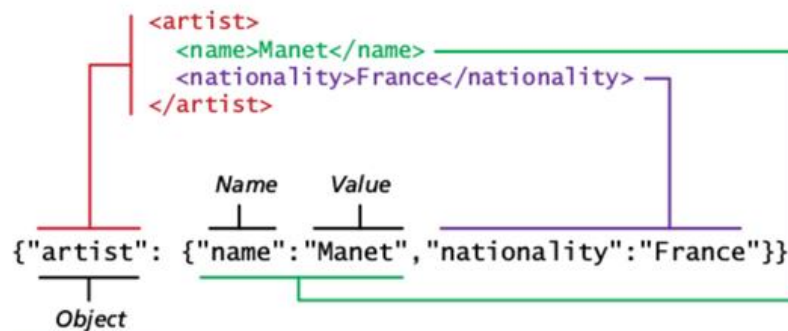 <artist>
<name>Manet</name>
<nationality>France</nationality>
</artist>
Name Value
{"artist": {"name":"Manet","nationality":"France"}}
Object